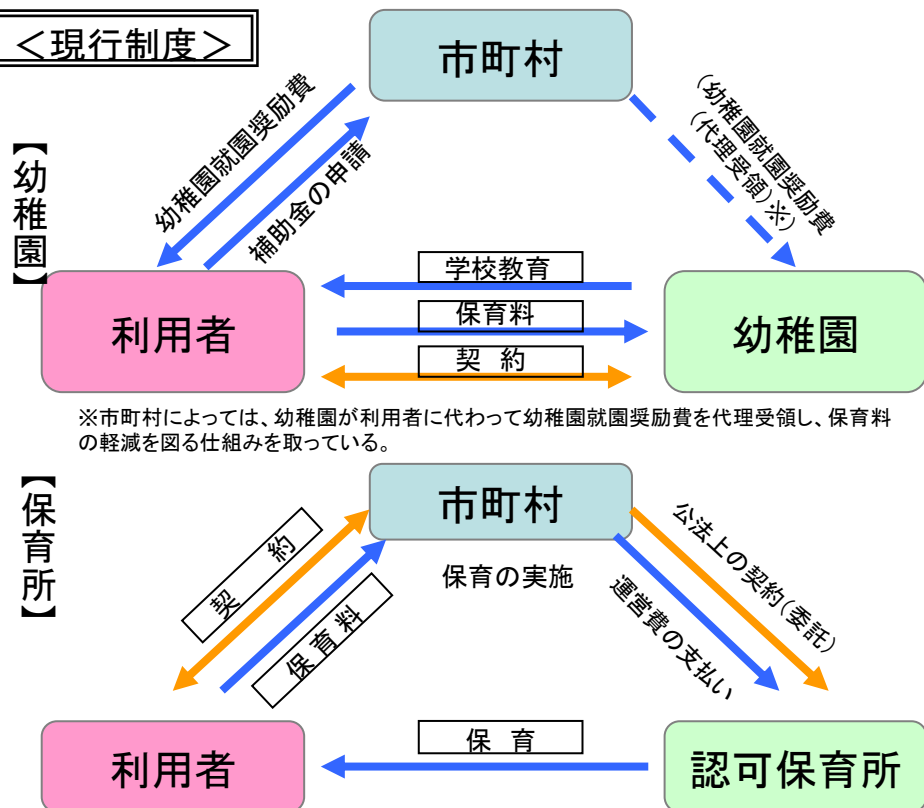 ＜現行制度＞
市町村
【幼稚園】
幼稚園就園奨励費
補助金の申請
(幼稚園就園奨励費
(代理受領)※)
利用者
学校教育
保育料
契　約
幼稚園
※市町村によっては、幼稚園が利用者に代わって幼稚園就園奨励費を代理受領し、保育料
の軽減を図る仕組みを取っている。
【保育所】
市町村
契　　約
保育料
保育の実施
公法上の契約(委託)
運営費の支払い
利用者
保　育
認可保育所